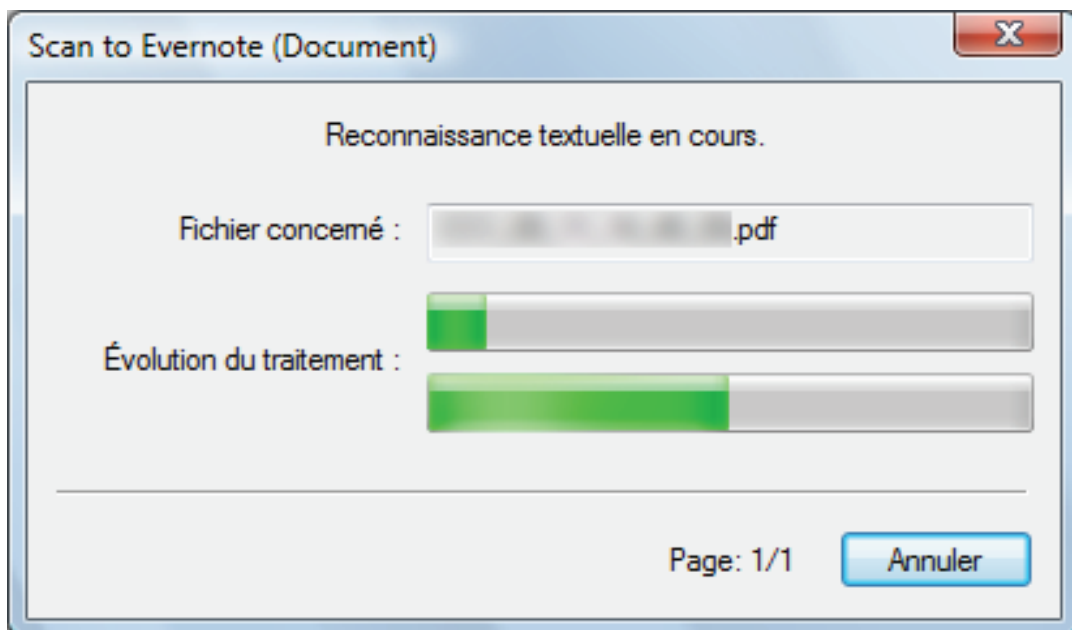 Scan to Evernote (Document)
Reconnaissance textuelle en cours.
Fichier concerné :
.pdf
Évolution du traitement :
Page: 1/1
Annuler